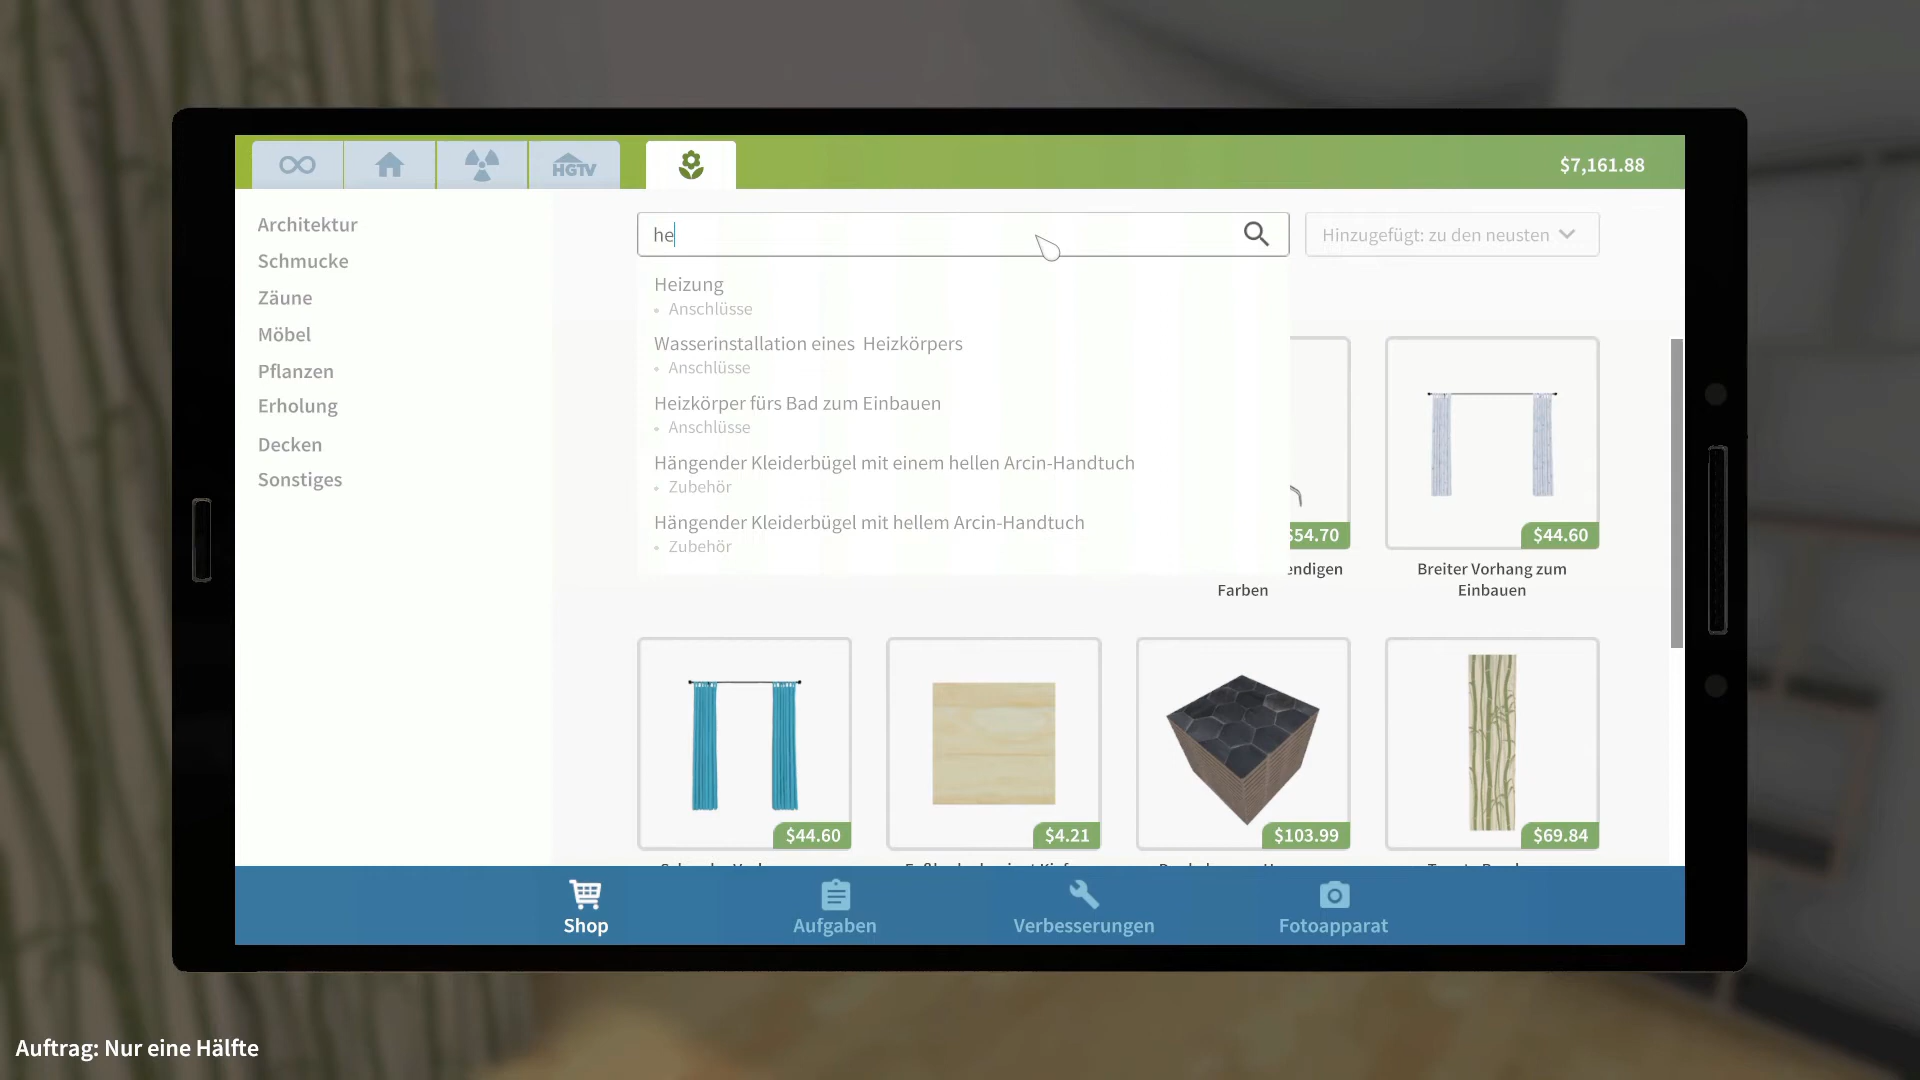 HGTV
$7,161.88
Architektur
Schmucke
Zäune
Möbel
Pflanzen
Erholung
Decken
Sonstiges
he
Hinzugefügt: zu den neusten
Heizung
• Anschlüsse
Wasserinstallation eines  Heizkörpers
• Anschlüsse
Heizkörper fürs Bad zum Einbauen
• Anschlüsse
Hängender Kleiderbügel mit einem hellen Arcin-Handtuch
• Zubehör
Hängender Kleiderbügel mit hellem Arcin-Handtuch
• Zubehör
$54.70
endigen
Farben
$44.60
Breiter Vorhang zum
Einbauen
$44.60
$4.21
$103.99
$69.84
Shop
Aufgaben
Verbesserungen
Fotoapparat
Auftrag: Nur eine Hälfte